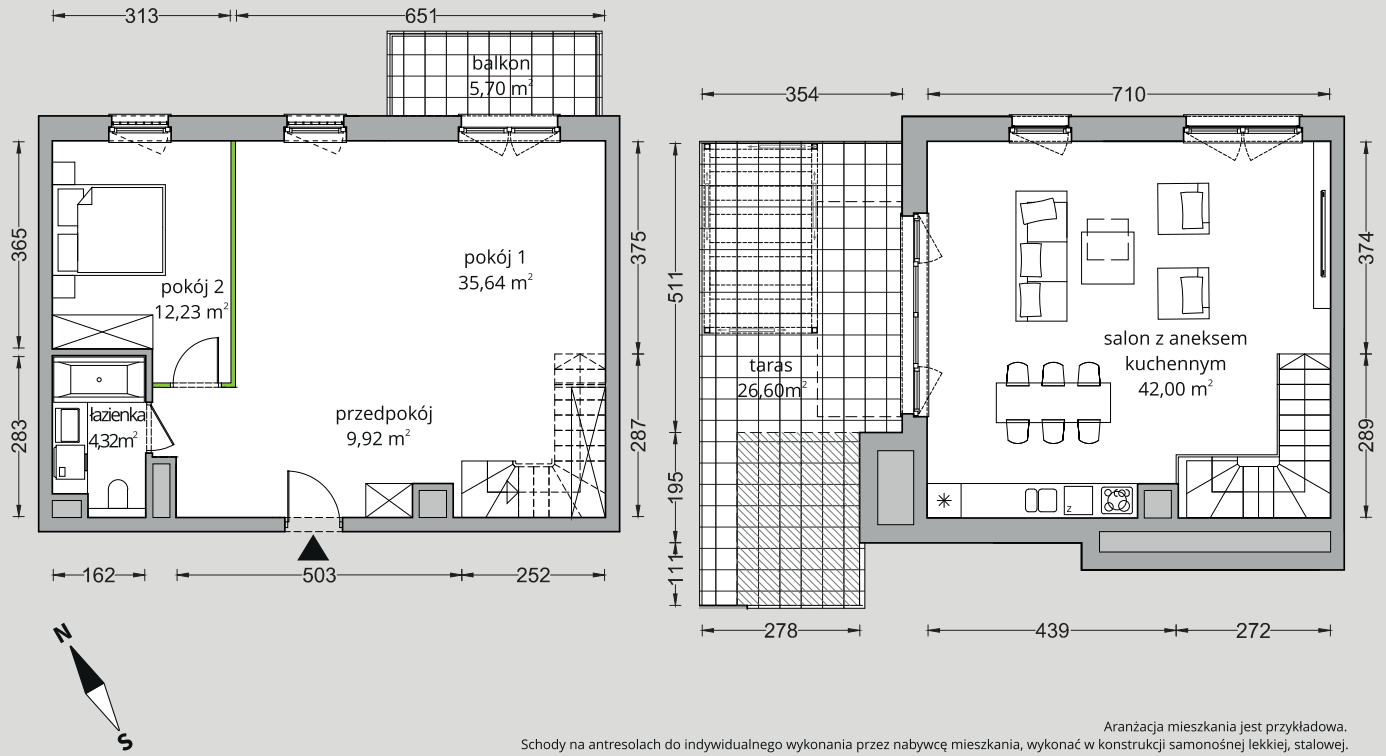 313
651
balkon
5,70 m²
354
710
365
pokój 2
12,23 m²
pokój 1
35,64 m²
375
511
taras
26,60m²
salon z aneksem
kuchennym
42,00 m²
374
283
łazienka
4,32m²
przedpokój
9,92 m²
287
195
289
z
111
162
503
252
278
439
272
N
S
Aranżacja mieszkania jest przykładowa.
Schody na antresolach do indywidualnego wykonania przez nabywcę mieszkania, wykonać w konstrukcji samonośnej lekkiej, stalowej.